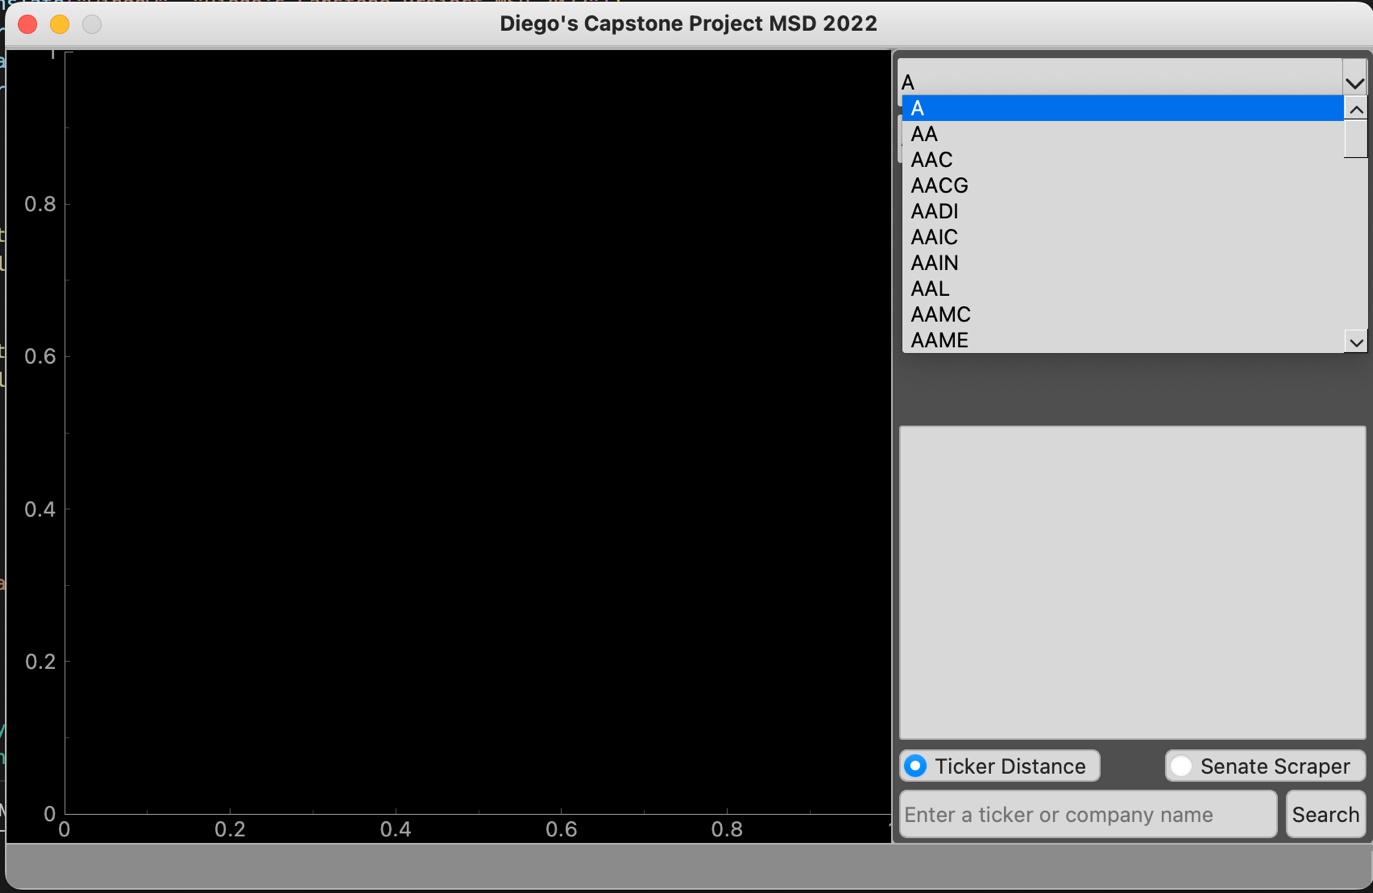 Diego's Capstone Project MSD 2022
A
A
AA
AAC
AACG
AADI
AAIC
AAIN
AAL
AAMC
AAME
0.8
0.6
0.4
0.2
0
0 0.2 0.4 0.6 0.8
Ticker Distance Senate Scraper
Enter a ticker or company name Search